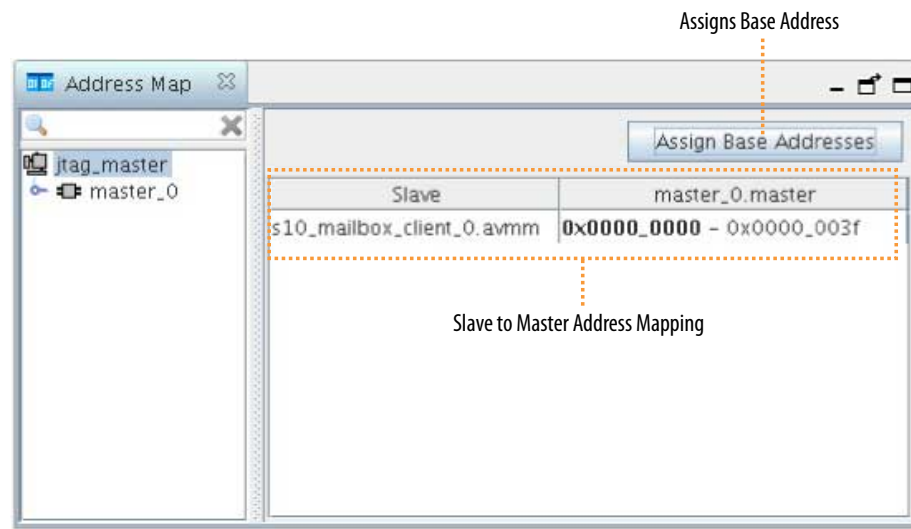 Assigns Base Address
Address Map
Assign Base Addresses
jtag_master
master_0
Slave master_0.master
s10_mailbox_client_0.avmm 0x0000_0000 – 0x0000_003f
Slave to Master Address Mapping